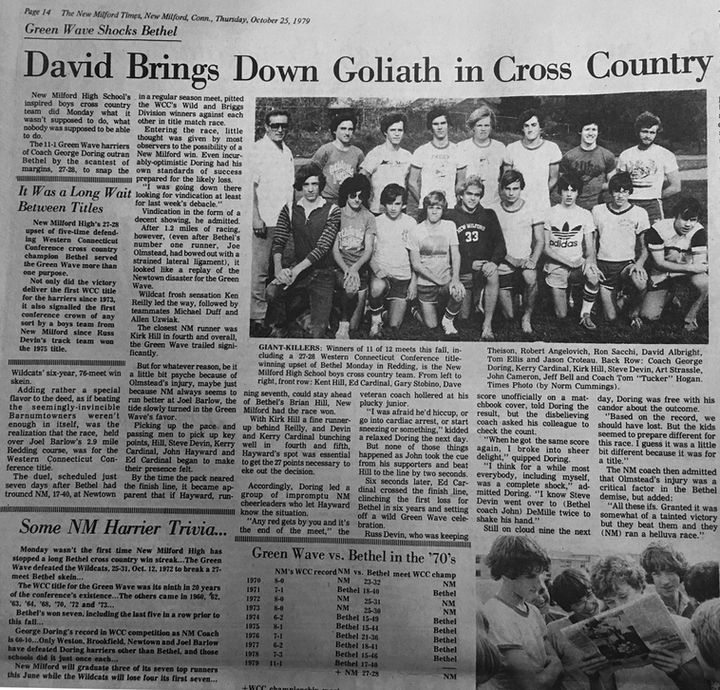 Page 14 The New Milford Times, New Milford, Conn., Thursday, October 25, 1979
Green Wave Shocks Bethel
David Brings Down Goliath in Cross Country
New Milford High School's
inspired boys cross country
team did Monday what it
wasn't supposed to do, what
nobody was supposed to be
able to do.
The 11-1 Green Wave harriers
of Coach George Doring outran
Bethel by the scantest of
margins, 27-28, to snap the
It Was a Long Wait
Between Titles
New Milford High's 27-28
upset of five-time defend-
ing Western Connecticut
Conference cross country
champion Bethel served
the Green Wave more than
one purpose.
Not only did the victory
deliver the first WCC title
for the harriers since 1973,
it also signalled the first
conference crown of any
sort by a boys team from
New Milford since Russ
Devin's track team won
the 1975 title.
Wildcats' six-year, 76-meet win
skein.
Adding rather a special
flavor to the deed, as if beating
the seemingly-invincible
Barnumtowners weren't
enough in itself, was the
realization that the race, held
over Joel Barlow's 2.9 mile
Redding course, was for the
Western Connecticut Con-
ference title.
The duel, scheduled just
seven days after Bethel had
trounced NM, 17-40, at Newtown
in a regular season meet, pitted
the WCC's Wild and Briggs
Division winners against each
other in title match race.
Entering the race, little
thought was given by most
observers to the possibility of a
New Milford win. Even incur-
ably-optimistic Doring had his
own standards of success
prepared for the likely loss.
"I was going down there
looking for vindication at least
for last week's debacle."
Vindication in the form of a
decent showing, he admitted.
After 1.2 miles of racing,
however, (even after Bethel's
number one runner, Joe
Olmstead, had bowed out with a
strained lateral ligament), it
looked like a replay of the
Newtown disaster for the Green
Wave.
Wildcat frosh sensation Ken
Reilly led the way, followed by
teammates Michael Duff and
Allen Uzwiak.
The closest NM runner was
Kirk Hill in fourth and overall,
the Green Wave trailed signi-
ficantly.
But for whatever reason, be it
a little bit psyche because of
Olmstead's injury, maybe just
because NM always seems to
run better at Joel Barlow, the
tide slowly turned in the Green
Wave's favor.
Picking up the pace and
passing men to pick up key
points, Hill, Steve Devin, Kerry
Cardinal, John Hayward and
Ed Cardinal began to make
their presence felt.
By the time the pack neared
the finish line, it became ap-
parent that if Hayward, run-
GIANT-KILLERS: Winners of 11 of 12 meets this fall, in-
cluding a 27-28 Western Connecticut Conference title-
winning upset of Bethel Monday in Redding, is the New
Milford High School boys cross country team. From left to
right, front row: Kent Hill, Ed Cardinal, Gary Stobino, Dave
Theison, Robert Angelovich, Ron Sacchi, David Albright,
Tom Ellis and Jason Croteau. Back Row: Coach George
Doring, Kerry Cardinal, Kirk Hill, Steve Devin, Art Strassle,
John Cameron, Jeff Bell and Coach Tom "Tucker" Hogan.
Times Photo (by Norm Cummings).
ning seventh, could stay ahead
of Bethel's Brian Hill, New
Milford had the race won.
With Kirk Hill a fine runner-
up behind Reilly, and Devin
and Kerry Cardinal bunching
well in fourth and fifth,
Hayward's spot was essential
to get the 27 points necessary to
eke out the decision.
Accordingly, Doring led a
group of impromptu NM
cheerleaders who let Hayward
know the situation.
"Any red gets by you and it's
the end of the meet," the
veteran coach hollered at his
plucky junior.
"I was afraid he'd hiccup, or
go into cardiac arrest, or start
sneezing or something," kidded
a relaxed Doring the next day.
But none of those things
happened as John took the cue
from his supporters and beat
Hill to the line by two seconds.
Six seconds later, Ed Car-
dinal crossed the finish line,
clinching the first loss for
Bethel in six years and setting
off a wild Green Wave cele-
bration.
Russ Devin, who was keeping
score unofficially on a mat-
chbook cover, told Doring the
result, but the disbelieving
coach asked his colleague to
check the count.
"When he got the same score
again, I broke into sheer
delight," quipped Doring.
"I think for a while most
everybody, including myself,
was a complete shock," ad-
mitted Doring. "I know Steve
Devin went over to (Bethel
coach John) DeMille twice to
shake his hand."
Still on cloud nine the next
day, Doring was free with his
candor about the outcome.
"Based on the record, we
should have lost. But the kids
seemed to prepare different for
this race. I guess it was a little
bit different because it was for
a title."
The NM coach then admitted
that Olmstead's injury was a
critical factor in the Bethel
demise, but added:
"All these ifs. Granted it was
somewhat of a tainted victory
but they beat them and they
(NM) ran a helluva race."
Some NM Harrier Trivia...
Monday wasn't the first time New Milford High has
stopped a long Bethel cross country win streak...The Green
Wave defeated the Wildcats, 25-31, Oct. 12, 1972 to break a 27-
meet Bethel skein...
The WCC title for the Green Wave was its ninth in 20 years
of the conference's existence...The others came in 1960, '62,
'63, '64, '68, '70, '72 and '73...
Bethel's won seven, including the last five in a row prior to
this fall...
George Doring's record in WCC competition as NM Coach
is 60-10...Only Weston, Brookfield, Newtown and Joel Barlow
have defeated Doring harriers other than Bethel, and those
schools did it just once each...
New Milford will graduate three of its seven top runners
this June while the Wildcats will lose four its first seven...
Green Wave vs. Bethel in the '70's
NM's WCC record NM vs. Bethel meet WCC champ
1970 8-0 NM 23-32 NM
1971 7-1 Bethel 18-40 Bethel
1972 8-0 NM 25-31 NM
1973 8-0 NM 25-30 NM
1974 6-2 Bethel 15-49 Bethel
1975 8-1 Bethel 15-44 Bethel
1976 7-1 Bethel 21-36 Bethel
1977 6-2 Bethel 18-41 Bethel
1978 7-2 Bethel 15-46 Bethel
1979 11-1 Bethel 17-40
+ NM 27-28 NM
NEW MILFORD
33
adidas